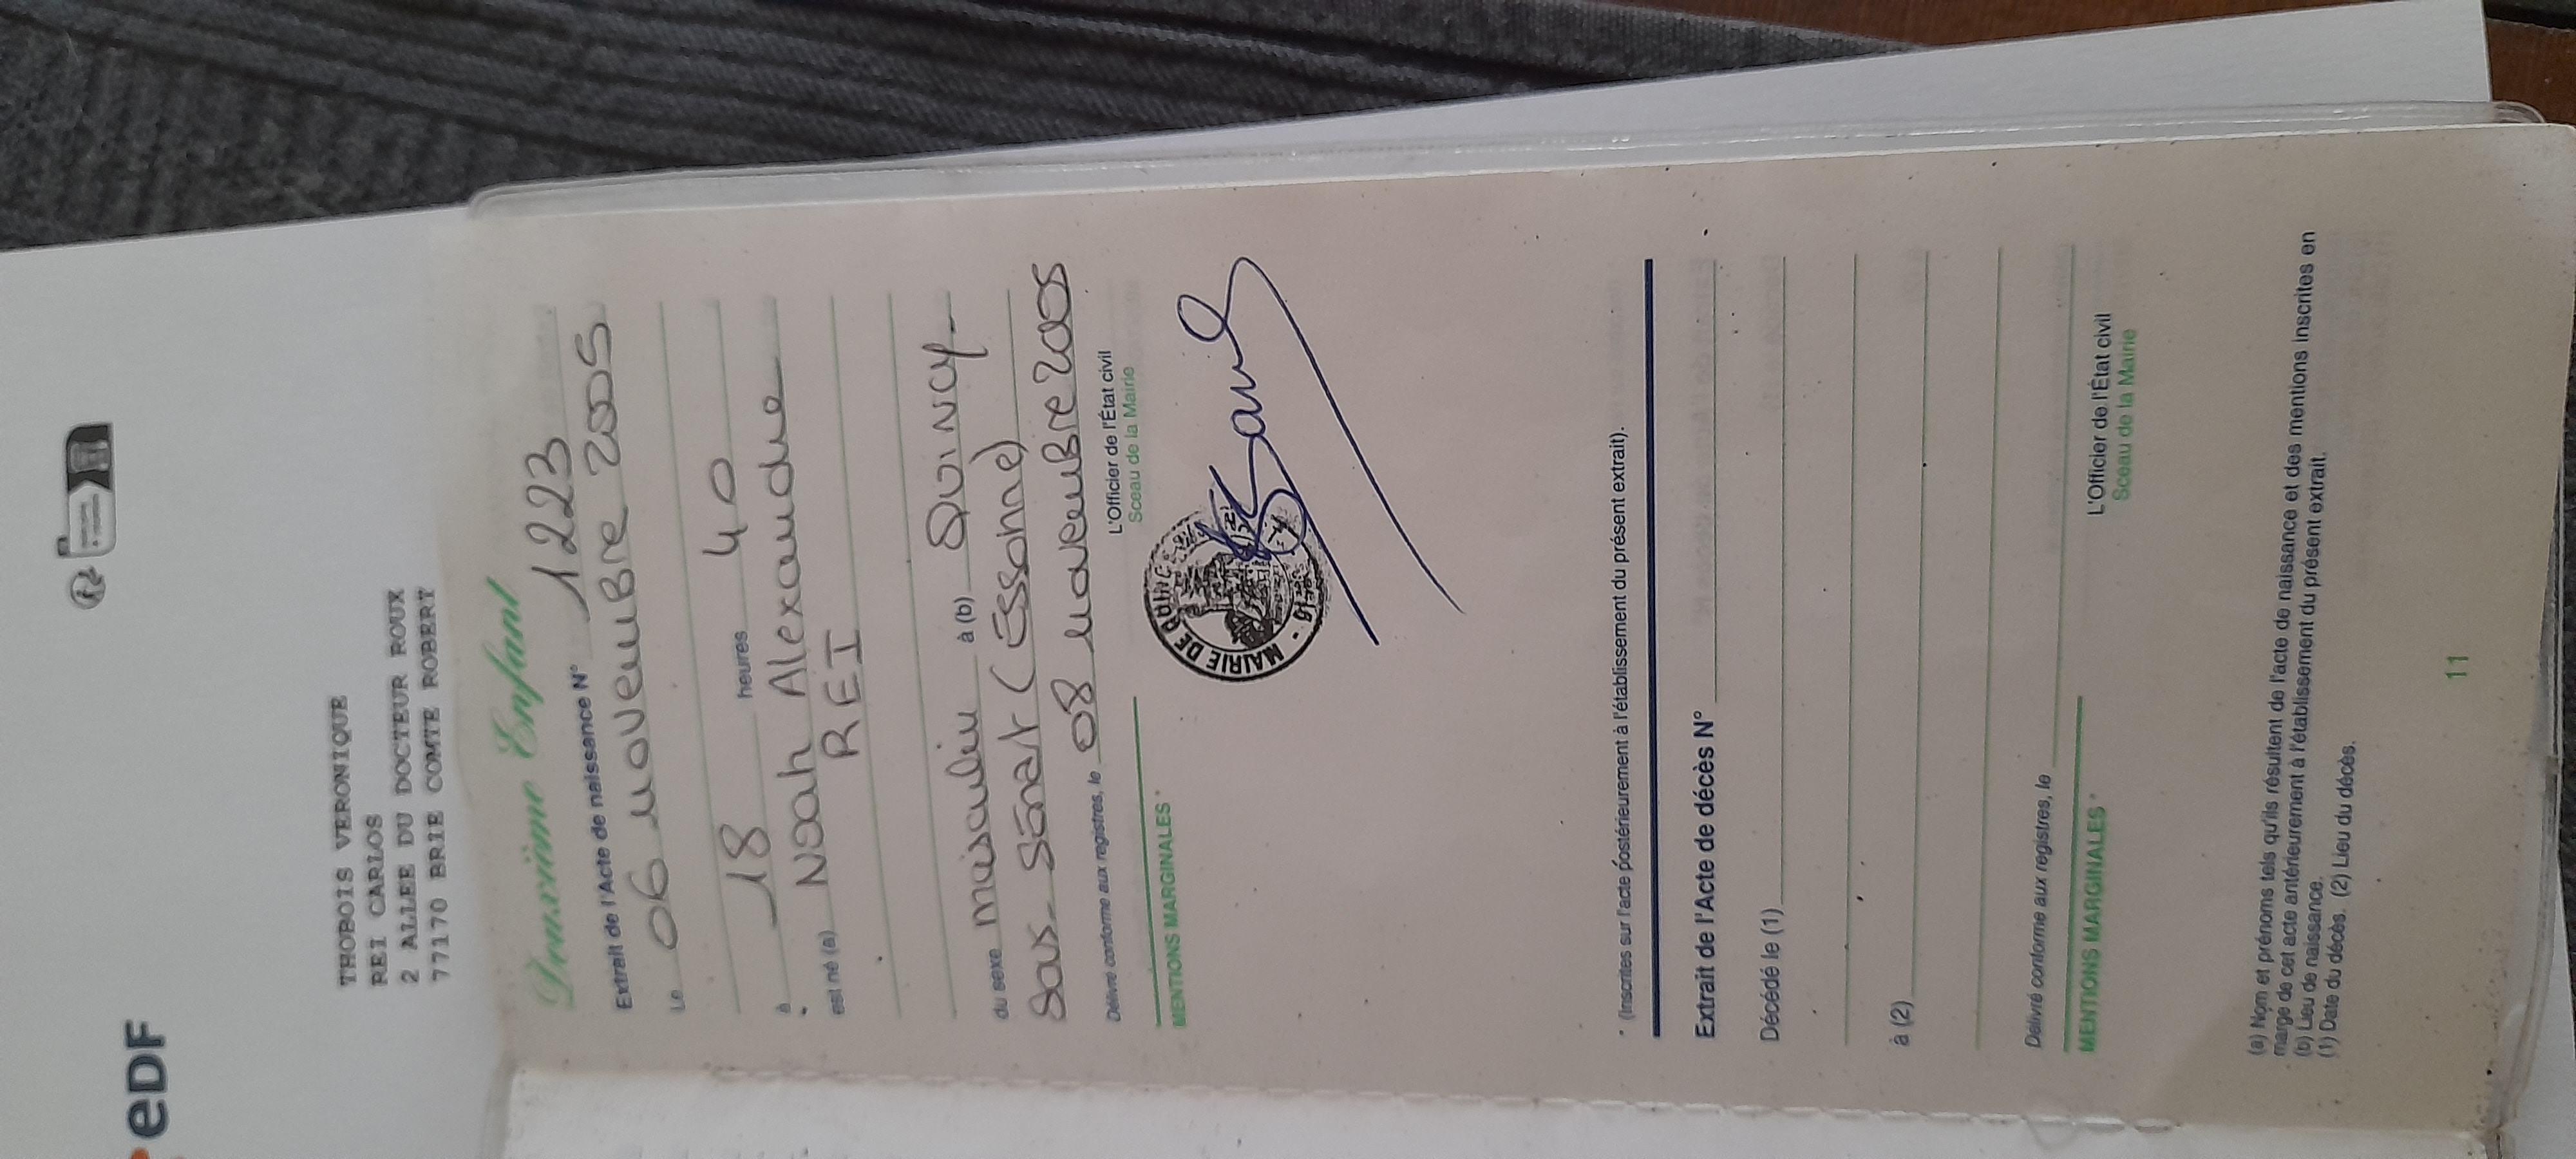 eDF
THOBOIS VERONIQUE
REI CARLOS
2 ALLEE DU DOCTEUR ROUX
77170 BRIE COMTE ROBERT
Deuxième Enfant
Extrait de l'Acte de naissance N° 1223
Le 06 novembre 2005
à 18 heures 40
est né (a) Noah Alexandre
REI
du sexe masculin à (b) QUINCY-
Sous-Sénart (Essonne)
Délivré conforme aux registres, le 08 novembre 2005
L'Officier de l'État civil
Sceau de la Mairie
MENTIONS MARGINALES *
MAIRIE DE
* (Inscrites sur l'acte postérieurement à l'établissement du présent extrait).
Extrait de l'Acte de décès N°
Décédé le (1)
à (2)
Délivré conforme aux registres, le
L'Officier de l'État civil
Sceau de la Mairie
MENTIONS MARGINALES *
(a) Nom et prénoms tels qu'ils résultent de l'acte de naissance et des mentions inscrites en
marge de cet acte antérieurement à l'établissement du présent extrait.
(b) Lieu de naissance.
(1) Date du décès. (2) Lieu du décès.
11